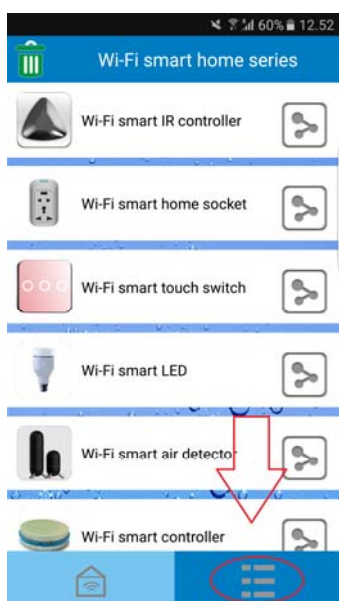 60% 12.52
Wi-Fi smart home series
Wi-Fi smart IR controller
Wi-Fi smart home socket
Wi-Fi smart touch switch
Wi-Fi smart LED
Wi-Fi smart air detector
Wi-Fi smart controller